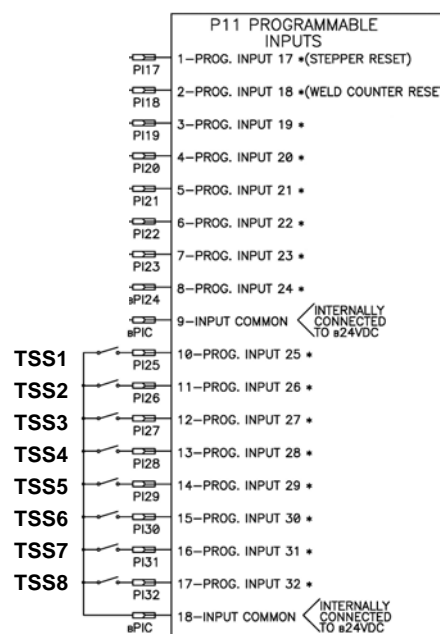 P11 PROGRAMMABLE
INPUTS
1-PROG. INPUT 17 *(STEPPER RESET)
PI17
2-PROG. INPUT 18 *(WELD COUNTER RESET
PI18
3-PROG. INPUT 19 *
PI19
4-PROG. INPUT 20 *
PI20
5-PROG. INPUT 21 *
PI21
6-PROG. INPUT 22 *
PI22
7-PROG. INPUT 23 *
PI23
8-PROG. INPUT 24 *
BPI24
9-INPUT COMMON
INTERNALLY
CONNECTED
TO B24VDC
BPIC
TSS1 10-PROG. INPUT 25 *
PI25
TSS2 11-PROG. INPUT 26 *
PI26
TSS3 12-PROG. INPUT 27 *
PI27
TSS4 13-PROG. INPUT 28 *
PI28
TSS5 14-PROG. INPUT 29 *
PI29
TSS6 15-PROG. INPUT 30 *
PI30
TSS7 16-PROG. INPUT 31 *
PI31
TSS8 17-PROG. INPUT 32 *
PI32
18-INPUT COMMON
INTERNALLY
CONNECTED
TO B24VDC
BPIC